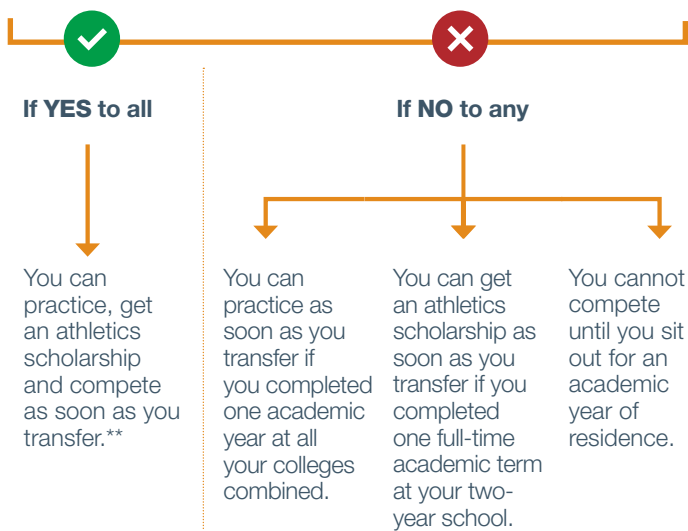 If YES to all
If NO to any
You can
practice, get
an athletics
scholarship
and compete
as soon as you
transfer.**
You can
practice as
soon as you
transfer if
you completed
one academic
year at all
your colleges
combined.
You can get
an athletics
scholarship as
soon as you
transfer if you
completed
one full-time
academic term
at your two-
year school.
You cannot
compete
until you sit
out for an
academic
year of
residence.